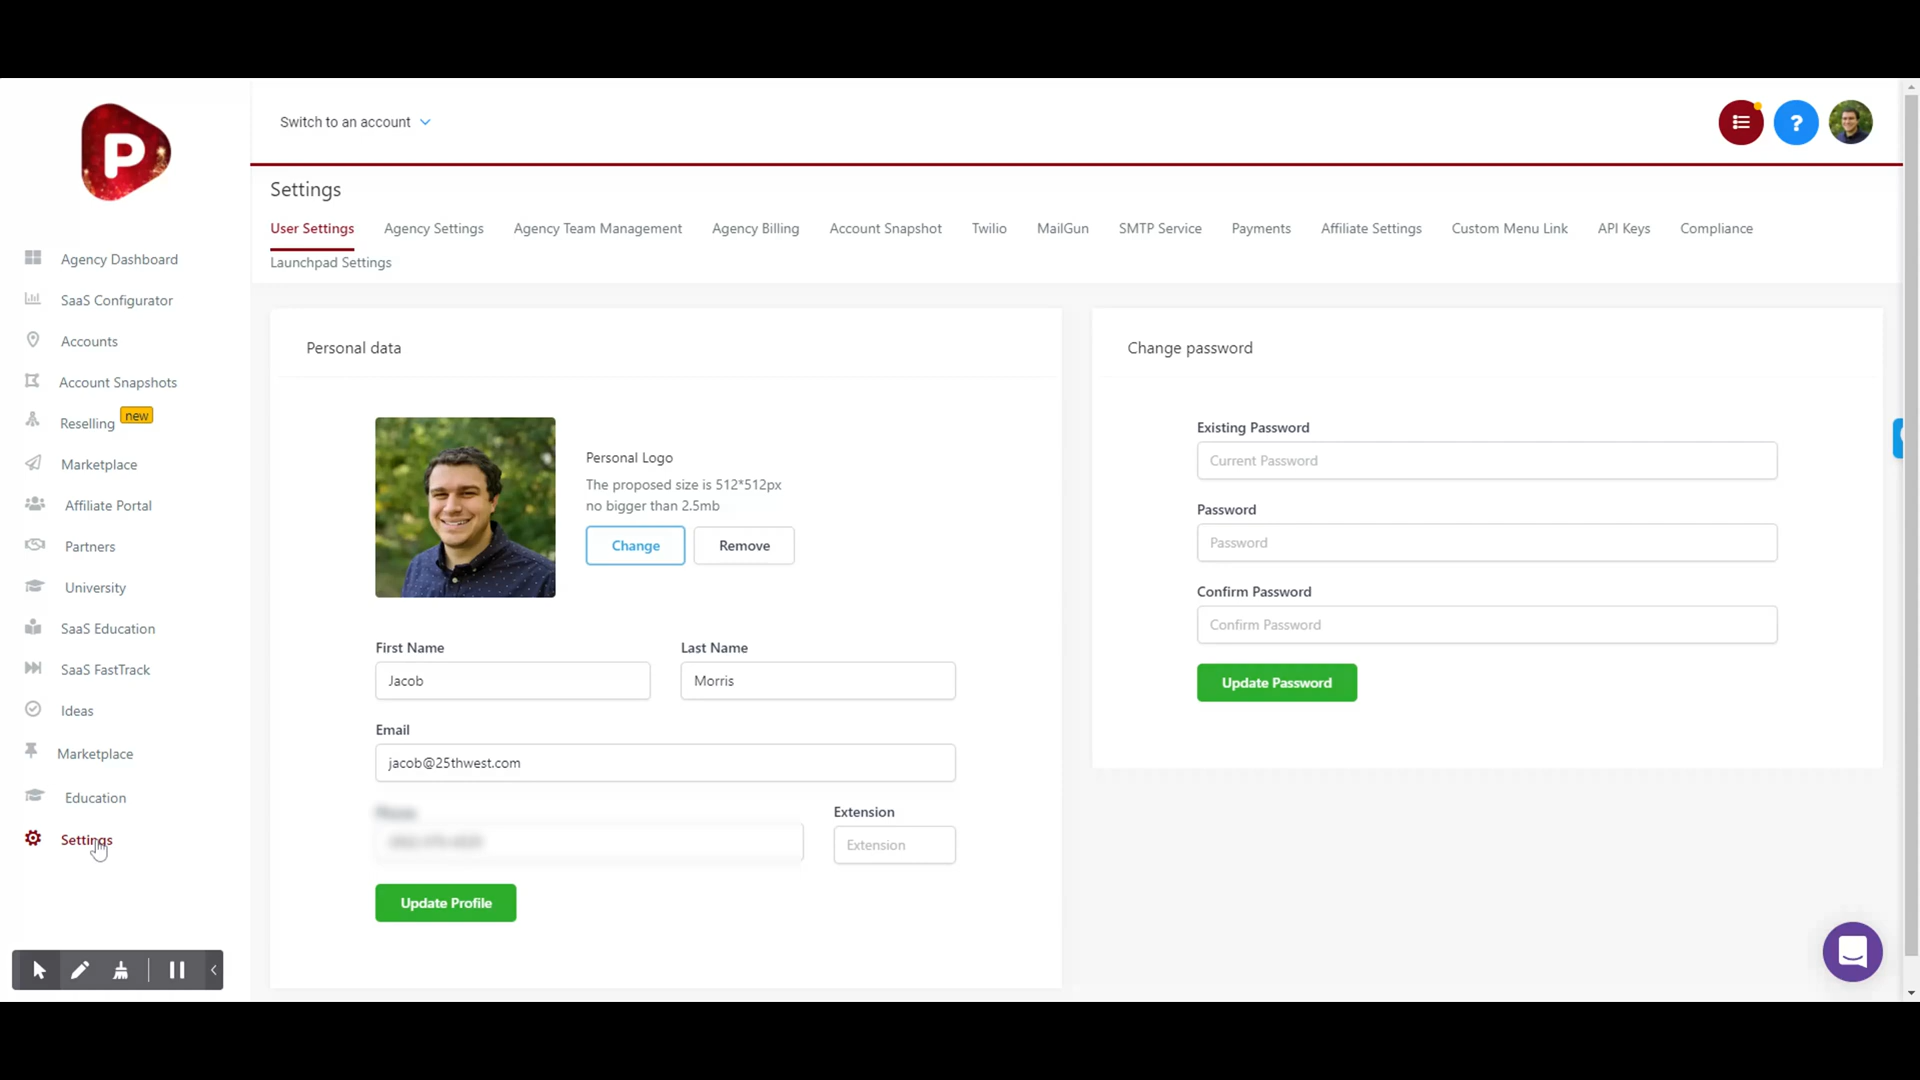 P
Switch to an account
?
Settings
User Settings Agency Settings Agency Team Management Agency Billing Account Snapshot Twilio MailGun SMTP Service Payments Affiliate Settings Custom Menu Link API Keys Compliance
Launchpad Settings
Agency Dashboard
SaaS Configurator
Accounts
Account Snapshots
Reselling new
Marketplace
Affiliate Portal
Partners
University
SaaS Education
SaaS FastTrack
Ideas
Marketplace
Education
Settings
Personal data
Personal Logo
The proposed size is 512*512px
no bigger than 2.5mb
Change Remove
First Name Last Name
Jacob Morris
Email
jacob@25thwest.com
Extension
Extension
Update Profile
Change password
Existing Password
Current Password
Password
Password
Confirm Password
Confirm Password
Update Password